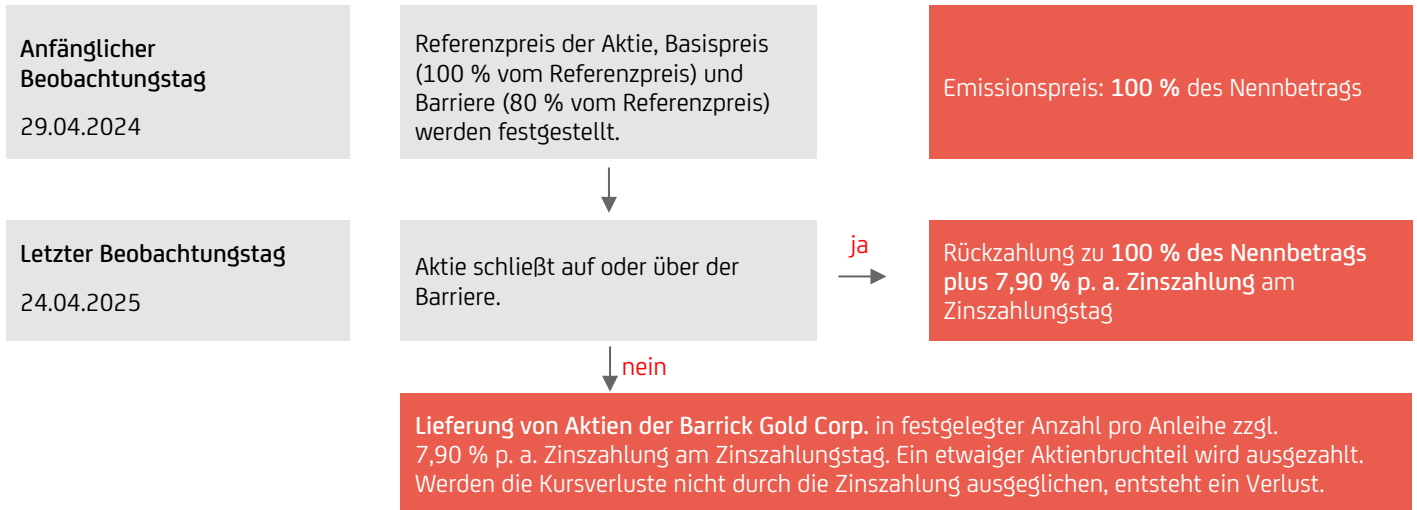 Anfänglicher
Beobachtungstag
29.04.2024
Referenzpreis der Aktie, Basispreis
(100 % vom Referenzpreis) und
Barriere (80 % vom Referenzpreis)
werden festgestellt.
Emissionspreis: 100 % des Nennbetrags
Letzter Beobachtungstag
24.04.2025
Aktie schließt auf oder über der
Barriere.
ja
Rückzahlung zu 100 % des Nennbetrags
plus 7,90 % p. a. Zinszahlung am
Zinszahlungstag
nein
Lieferung von Aktien der Barrick Gold Corp. in festgelegter Anzahl pro Anleihe zzgl.
7,90 % p. a. Zinszahlung am Zinszahlungstag. Ein etwaiger Aktienbruchteil wird ausgezahlt.
Werden die Kursverluste nicht durch die Zinszahlung ausgeglichen, entsteht ein Verlust.